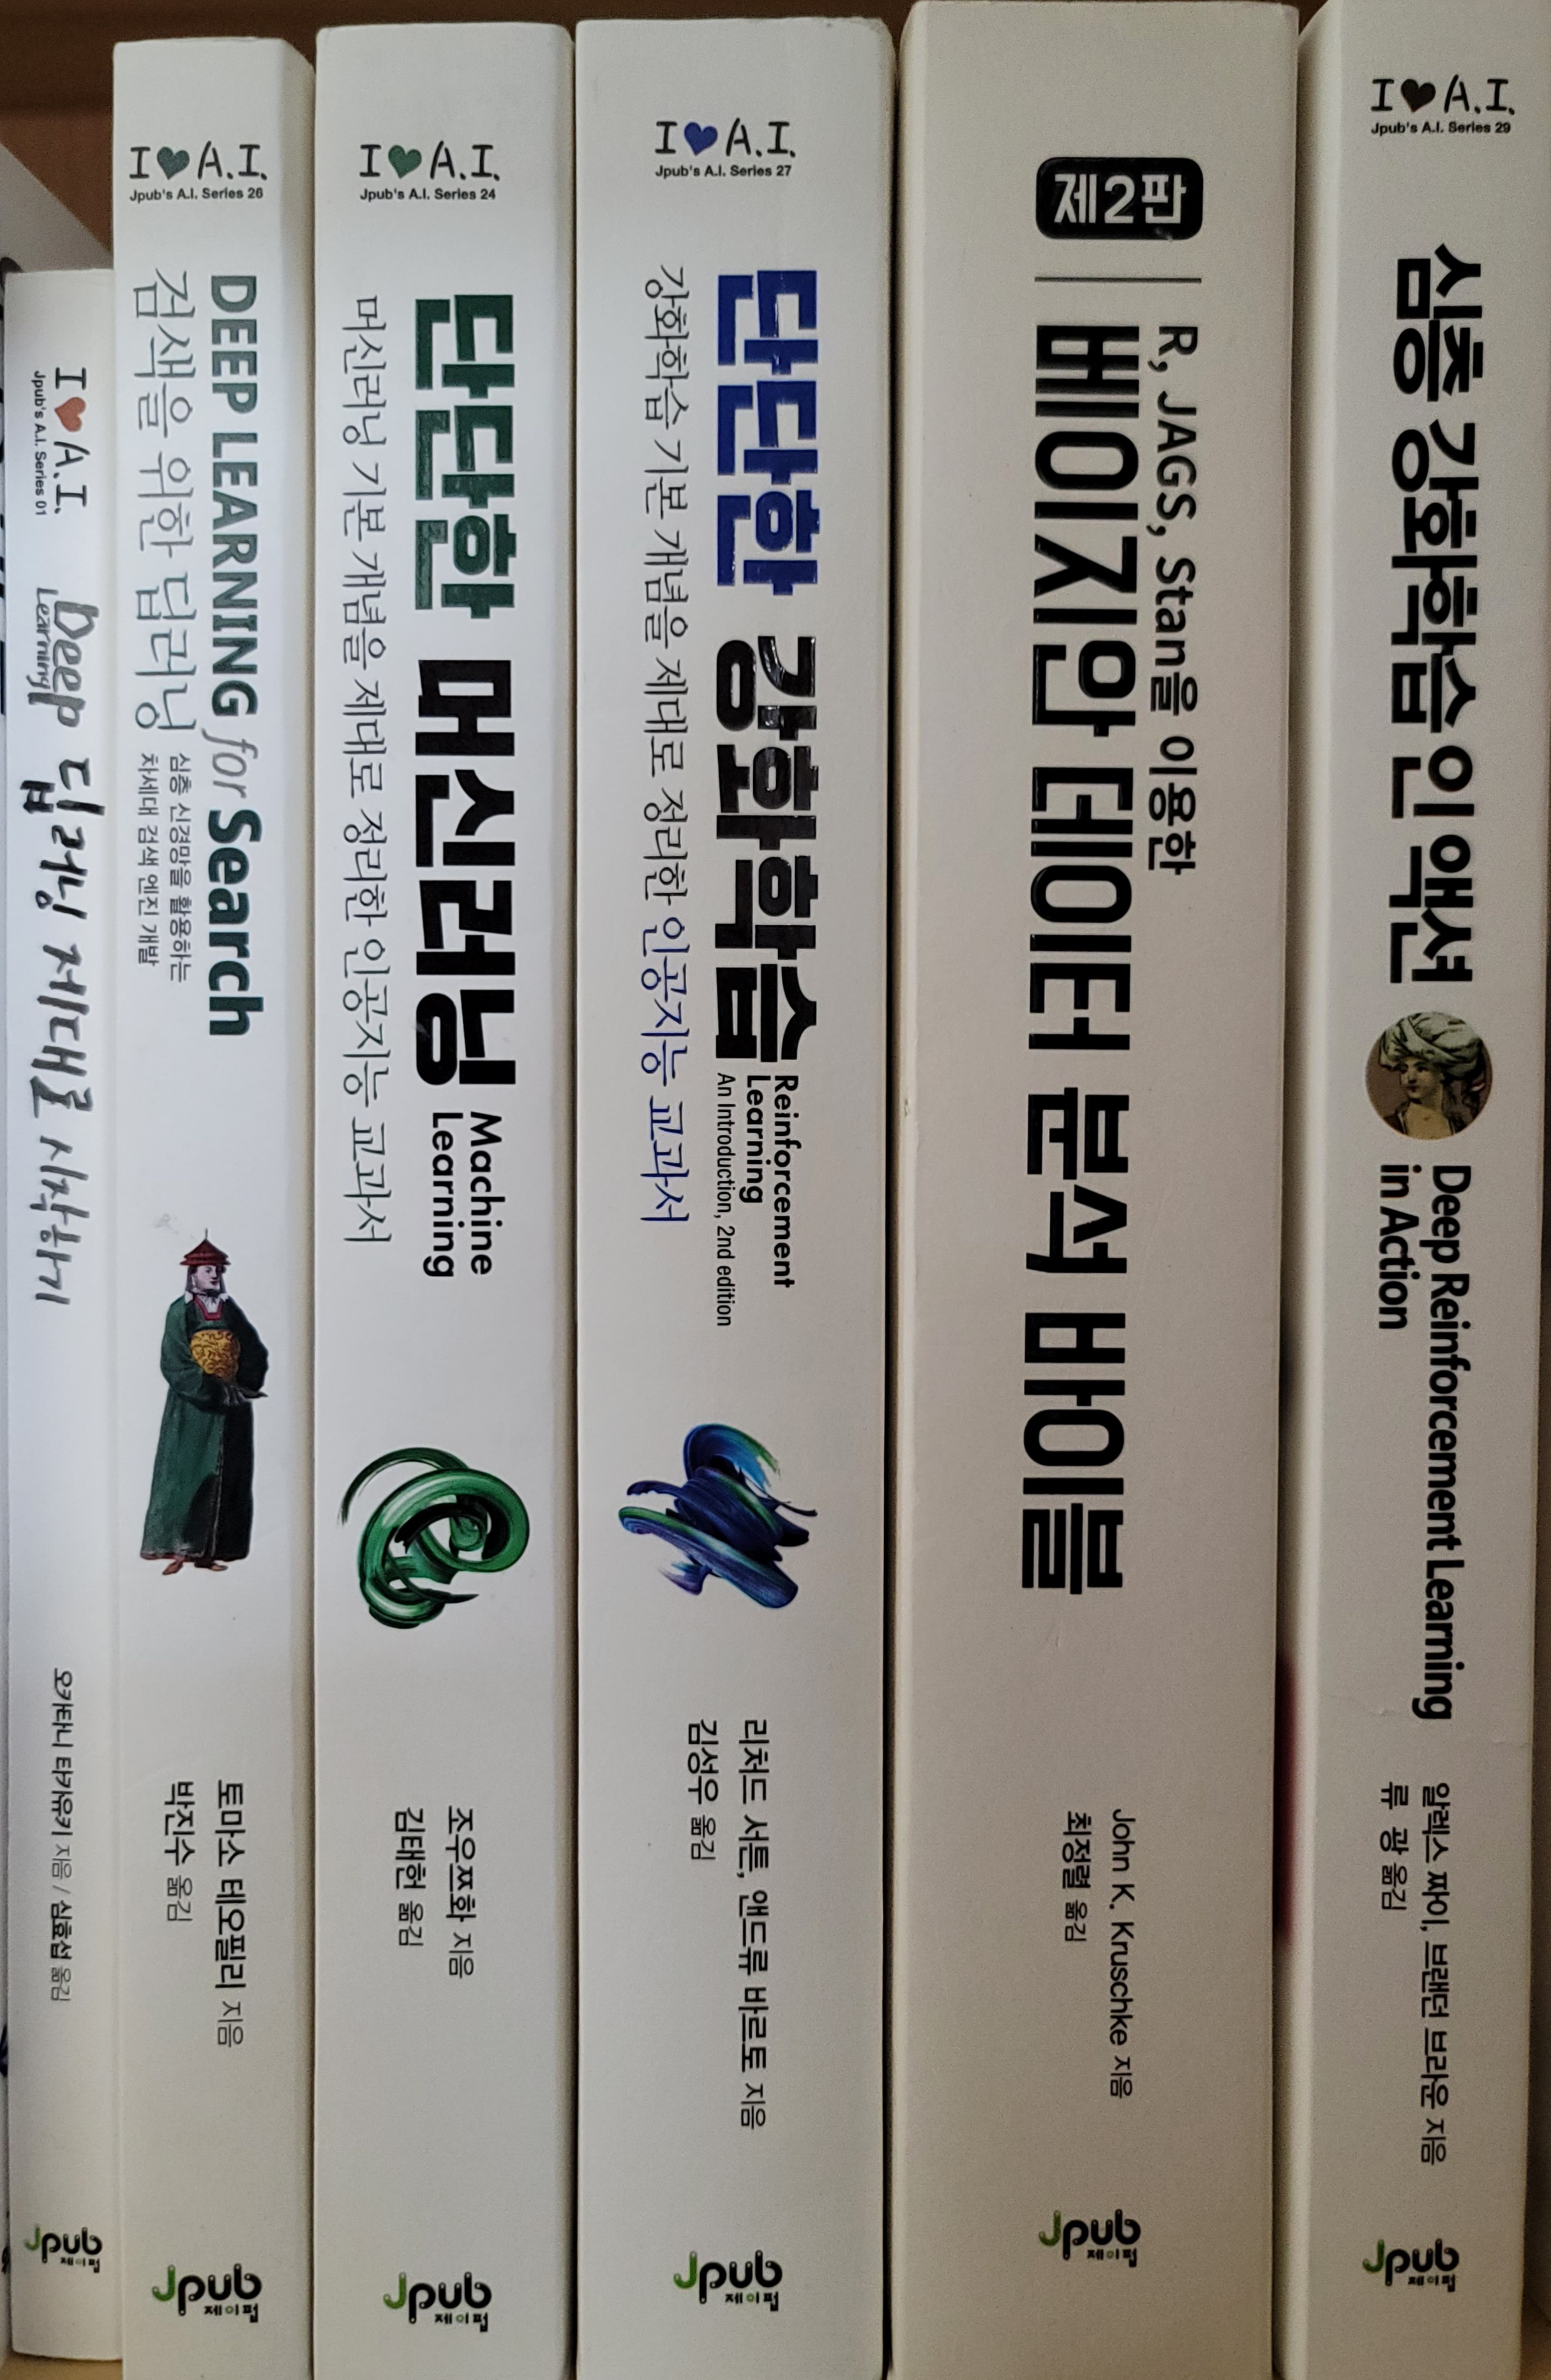 I♥A.I.
Jpub's A.I. Series 01
Deep
Learning
딥러닝 제대로 시작하기
오카타니 타카유키 지음 / 심효섭 옮김
Jpub
제이펍
I♥A.I.
Jpub's A.I. Series 26
DEEP LEARNING for Search
검색을 위한 딥러닝
심층 신경망을 활용하는
차세대 검색 엔진 개발
토마소 테오필리 지음
박진수 옮김
Jpub
제이펍
I♥A.I.
Jpub's A.I. Series 24
단단한 머신러닝
Machine
Learning
머신러닝 기본 개념을 제대로 정리한 인공지능 교과서
조우쯔화 지음
김태헌 옮김
Jpub
제이펍
I♥A.I.
Jpub's A.I. Series 27
단단한 강화학습
Reinforcement
Learning
An Introduction, 2nd edition
강화학습 기본 개념을 제대로 정리한 인공지능 교과서
리처드 서튼, 앤드류 바르토 지음
김성우 옮김
Jpub
제이펍
제2판
R, JAGS, Stan을 이용한
베이지안 데이터 분석 바이블
John K. Kruschke 지음
최정렬 옮김
Jpub
제이펍
I♥A.I.
Jpub's A.I. Series 29
심층 강화학습 인 액션
Deep Reinforcement Learning
in Action
알렉스 짜이, 브랜던 브라운 지음
류 광 옮김
Jpub
제이펍